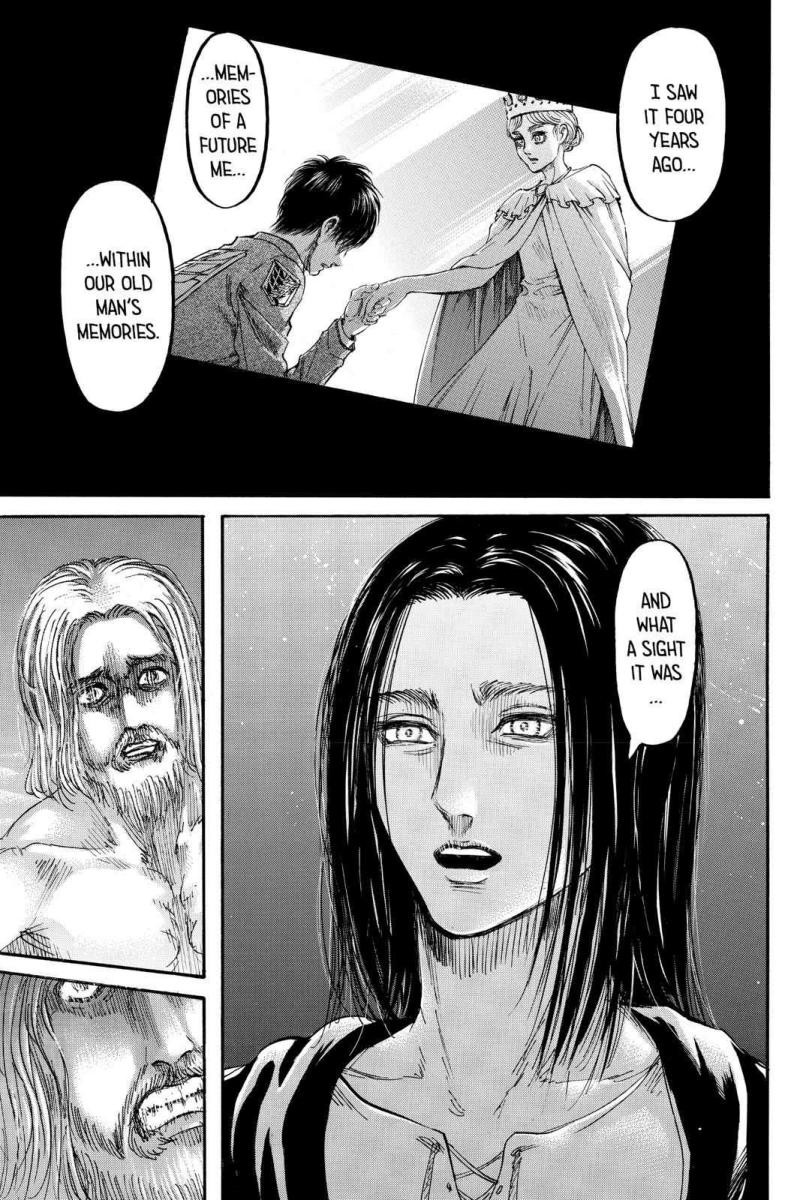 I SAW
IT FOUR
YEARS
AGO...
...MEM-
ORIES
OF A
FUTURE
ME...
...WITHIN
OUR OLD
MAN'S
MEMORIES.
AND
WHAT
A SIGHT
IT WAS
...